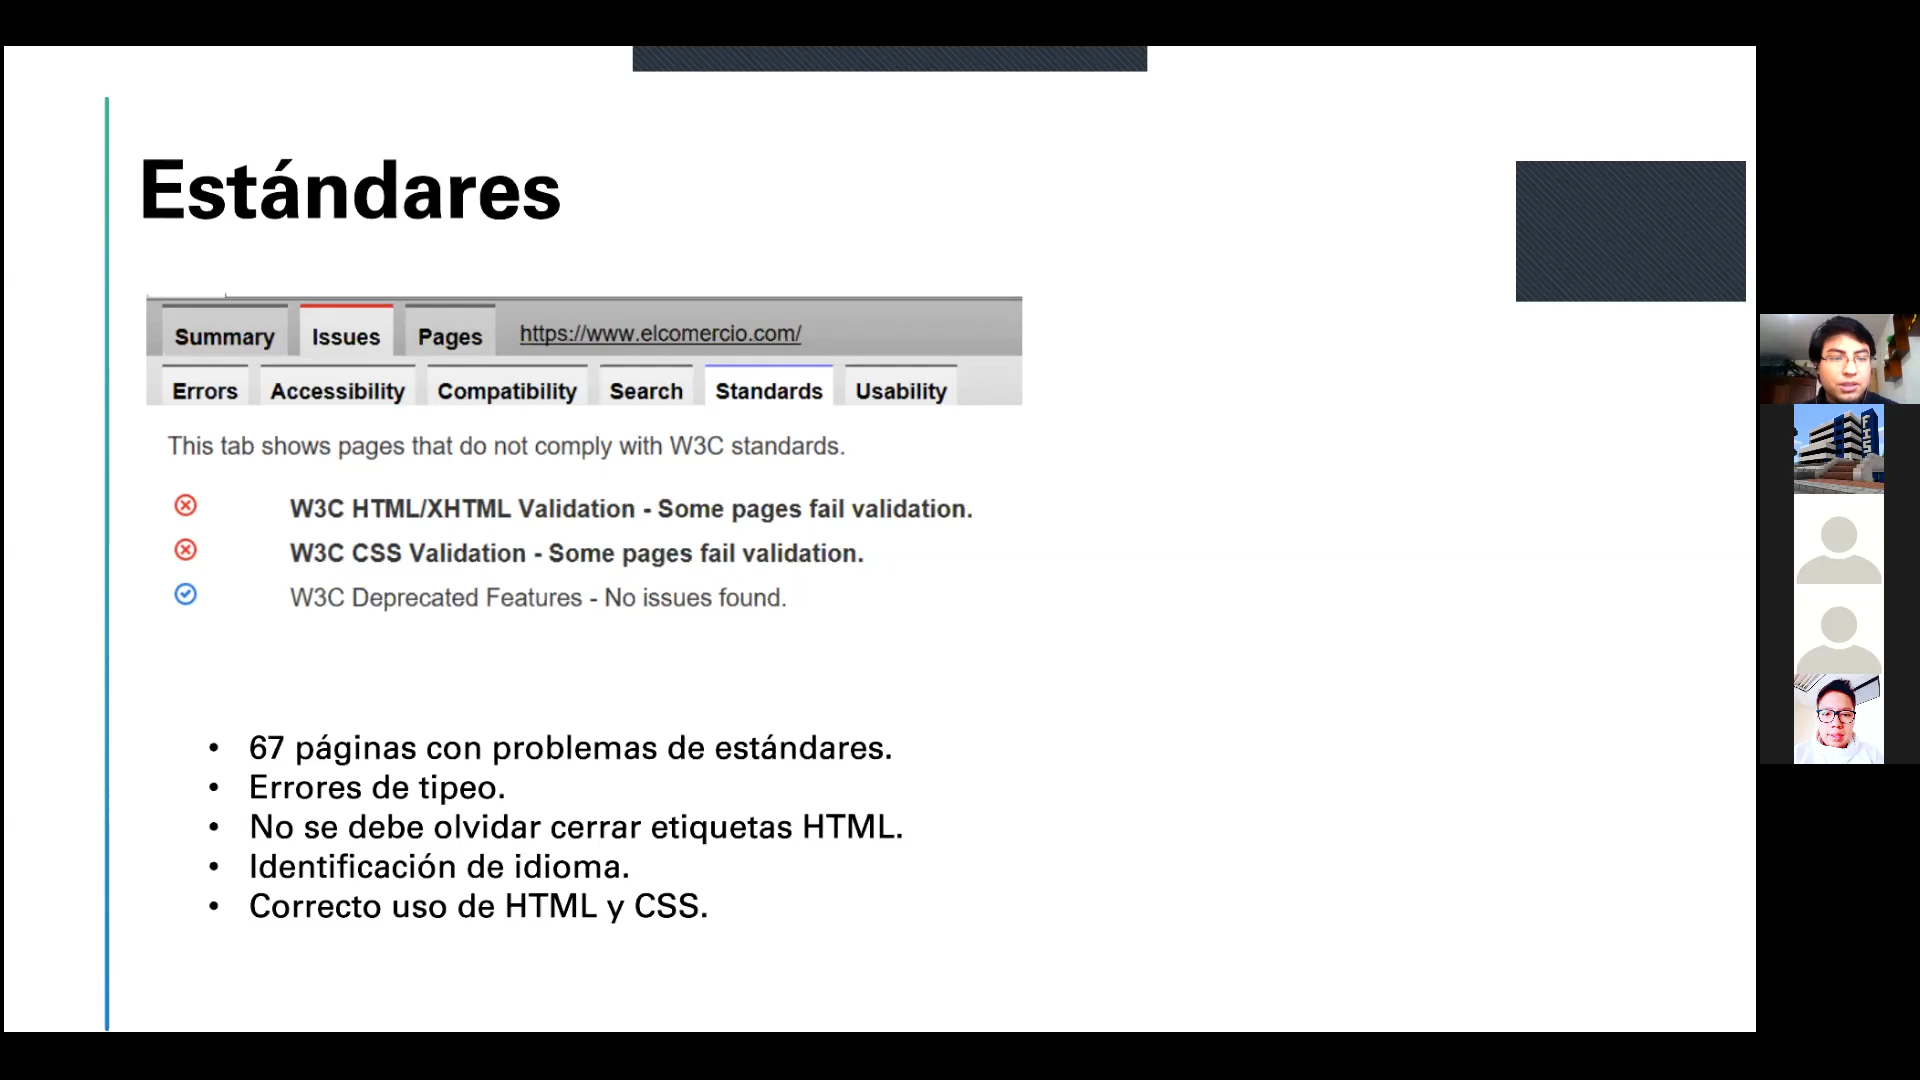 Estándares
Summary Issues Pages https://www.elcomercio.com/
Errors Accessibility Compatibility Search Standards Usability
This tab shows pages that do not comply with W3C standards.
W3C HTML/XHTML Validation - Some pages fail validation.
W3C CSS Validation - Some pages fail validation.
W3C Deprecated Features - No issues found.
• 67 páginas con problemas de estándares.
• Errores de tipeo.
• No se debe olvidar cerrar etiquetas HTML.
• Identificación de idioma.
• Correcto uso de HTML y CSS.